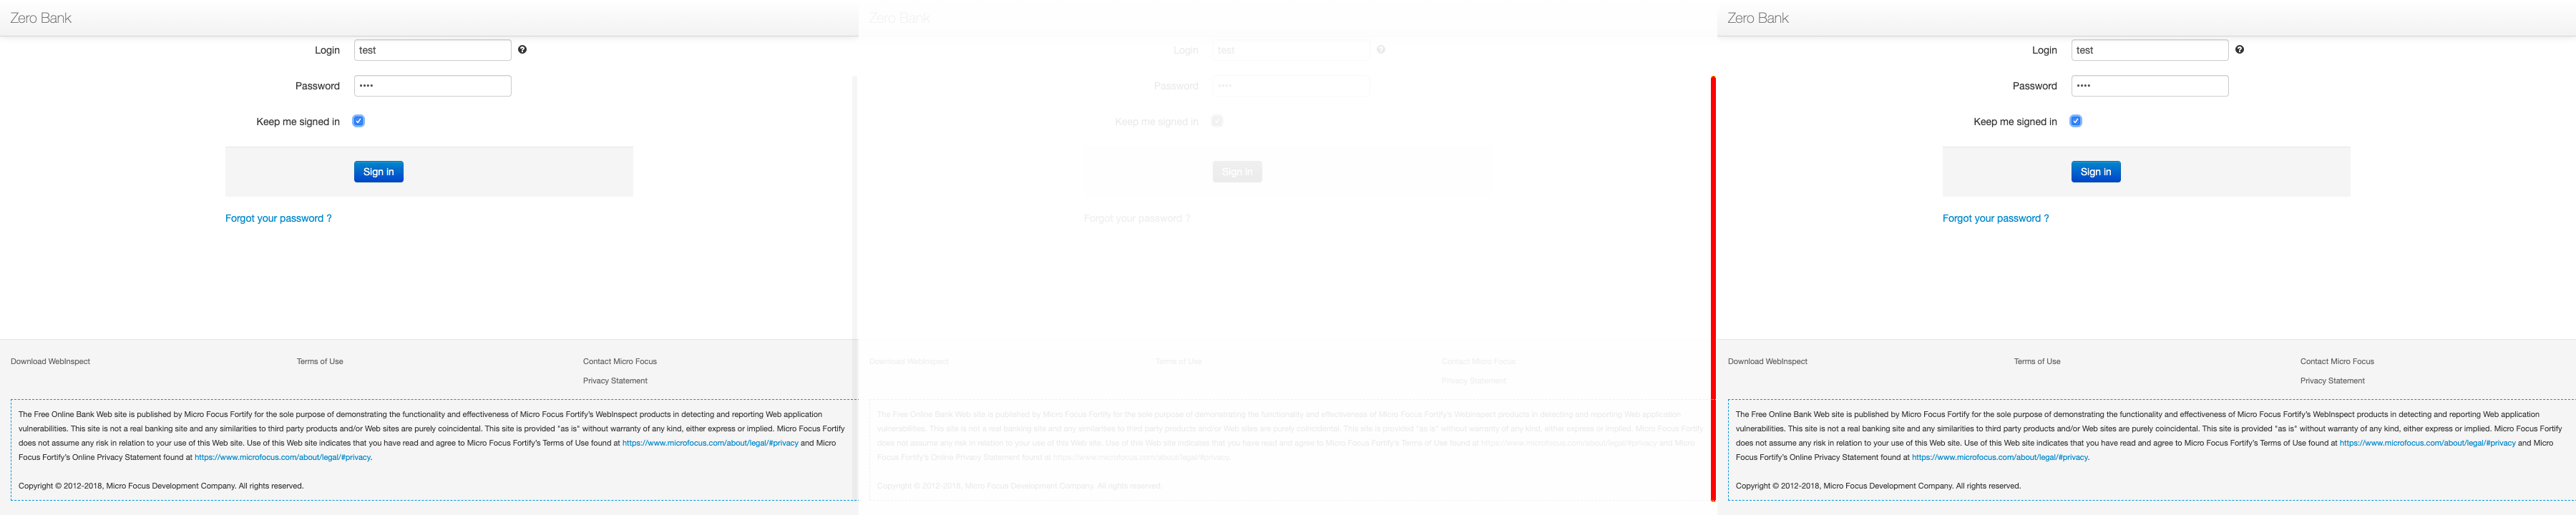 Zero Bank
Login
test
Password
••••
Keep me signed in
Sign in
Forgot your password ?
Download WebInspect
Terms of Use
Contact Micro Focus
Privacy Statement
The Free Online Bank Web site is published by Micro Focus Fortify for the sole purpose of demonstrating the functionality and effectiveness of Micro Focus Fortify's WebInspect products in detecting and reporting Web application
vulnerabilities. This site is not a real banking site and any similarities to third party products and/or Web sites are purely coincidental. This site is provided "as is" without warranty of any kind, either express or implied. Micro Focus Fortify
does not assume any risk in relation to your use of this Web site. Use of this Web site indicates that you have read and agree to Micro Focus Fortify's Terms of Use found at https://www.microfocus.com/about/legal/#privacy and Micro
Focus Fortify's Online Privacy Statement found at https://www.microfocus.com/about/legal/#privacy.
Copyright © 2012-2018, Micro Focus Development Company. All rights reserved.
Zero Bank
Login
test
Password
••••
Keep me signed in
Sign in
Forgot your password ?
Download WebInspect
Terms of Use
Contact Micro Focus
Privacy Statement
The Free Online Bank Web site is published by Micro Focus Fortify for the sole purpose of demonstrating the functionality and effectiveness of Micro Focus Fortify's WebInspect products in detecting and reporting Web application
vulnerabilities. This site is not a real banking site and any similarities to third party products and/or Web sites are purely coincidental. This site is provided "as is" without warranty of any kind, either express or implied. Micro Focus Fortify
does not assume any risk in relation to your use of this Web site. Use of this Web site indicates that you have read and agree to Micro Focus Fortify's Terms of Use found at https://www.microfocus.com/about/legal/#privacy and Micro
Focus Fortify's Online Privacy Statement found at https://www.microfocus.com/about/legal/#privacy.
Copyright © 2012-2018, Micro Focus Development Company. All rights reserved.
Zero Bank
Login
test
Password
••••
Keep me signed in
Sign in
Forgot your password ?
Download WebInspect
Terms of Use
Contact Micro Focus
Privacy Statement
The Free Online Bank Web site is published by Micro Focus Fortify for the sole purpose of demonstrating the functionality and effectiveness of Micro Focus Fortify's WebInspect products in detecting and reporting Web application
vulnerabilities. This site is not a real banking site and any similarities to third party products and/or Web sites are purely coincidental. This site is provided "as is" without warranty of any kind, either express or implied. Micro Focus Fortify
does not assume any risk in relation to your use of this Web site. Use of this Web site indicates that you have read and agree to Micro Focus Fortify's Terms of Use found at https://www.microfocus.com/about/legal/#privacy and Micro
Focus Fortify's Online Privacy Statement found at https://www.microfocus.com/about/legal/#privacy.
Copyright © 2012-2018, Micro Focus Development Company. All rights reserved.